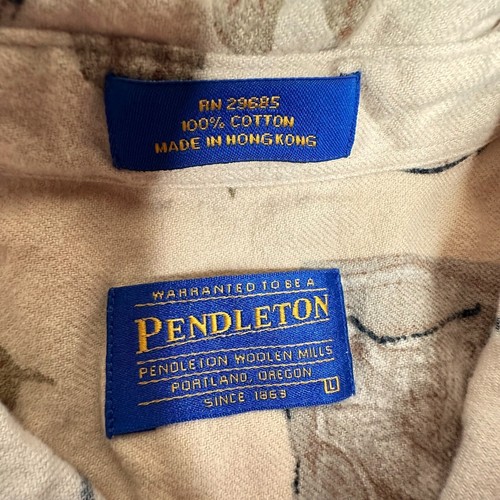 RN 29685
100% COTTON
MADE IN HONG KONG
WARRANTED TO BE A
PENDLETON
PENDLETON WOOLEN MILLS
PORTLAND, OREGON
SINCE 1863
L